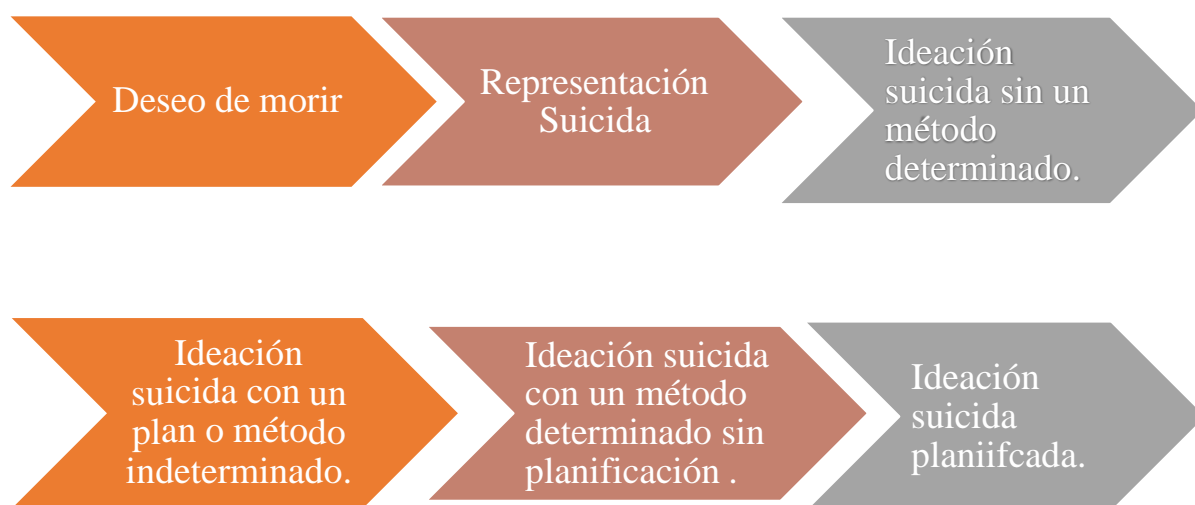 Deseo de morir
Representación
Suicida
Ideación
suicida sin un
método
determinado.
Ideación
suicida con un
plan o método
indeterminado.
Ideación suicida
con un método
determinado sin
planificación .
Ideación
suicida
planiifcada.